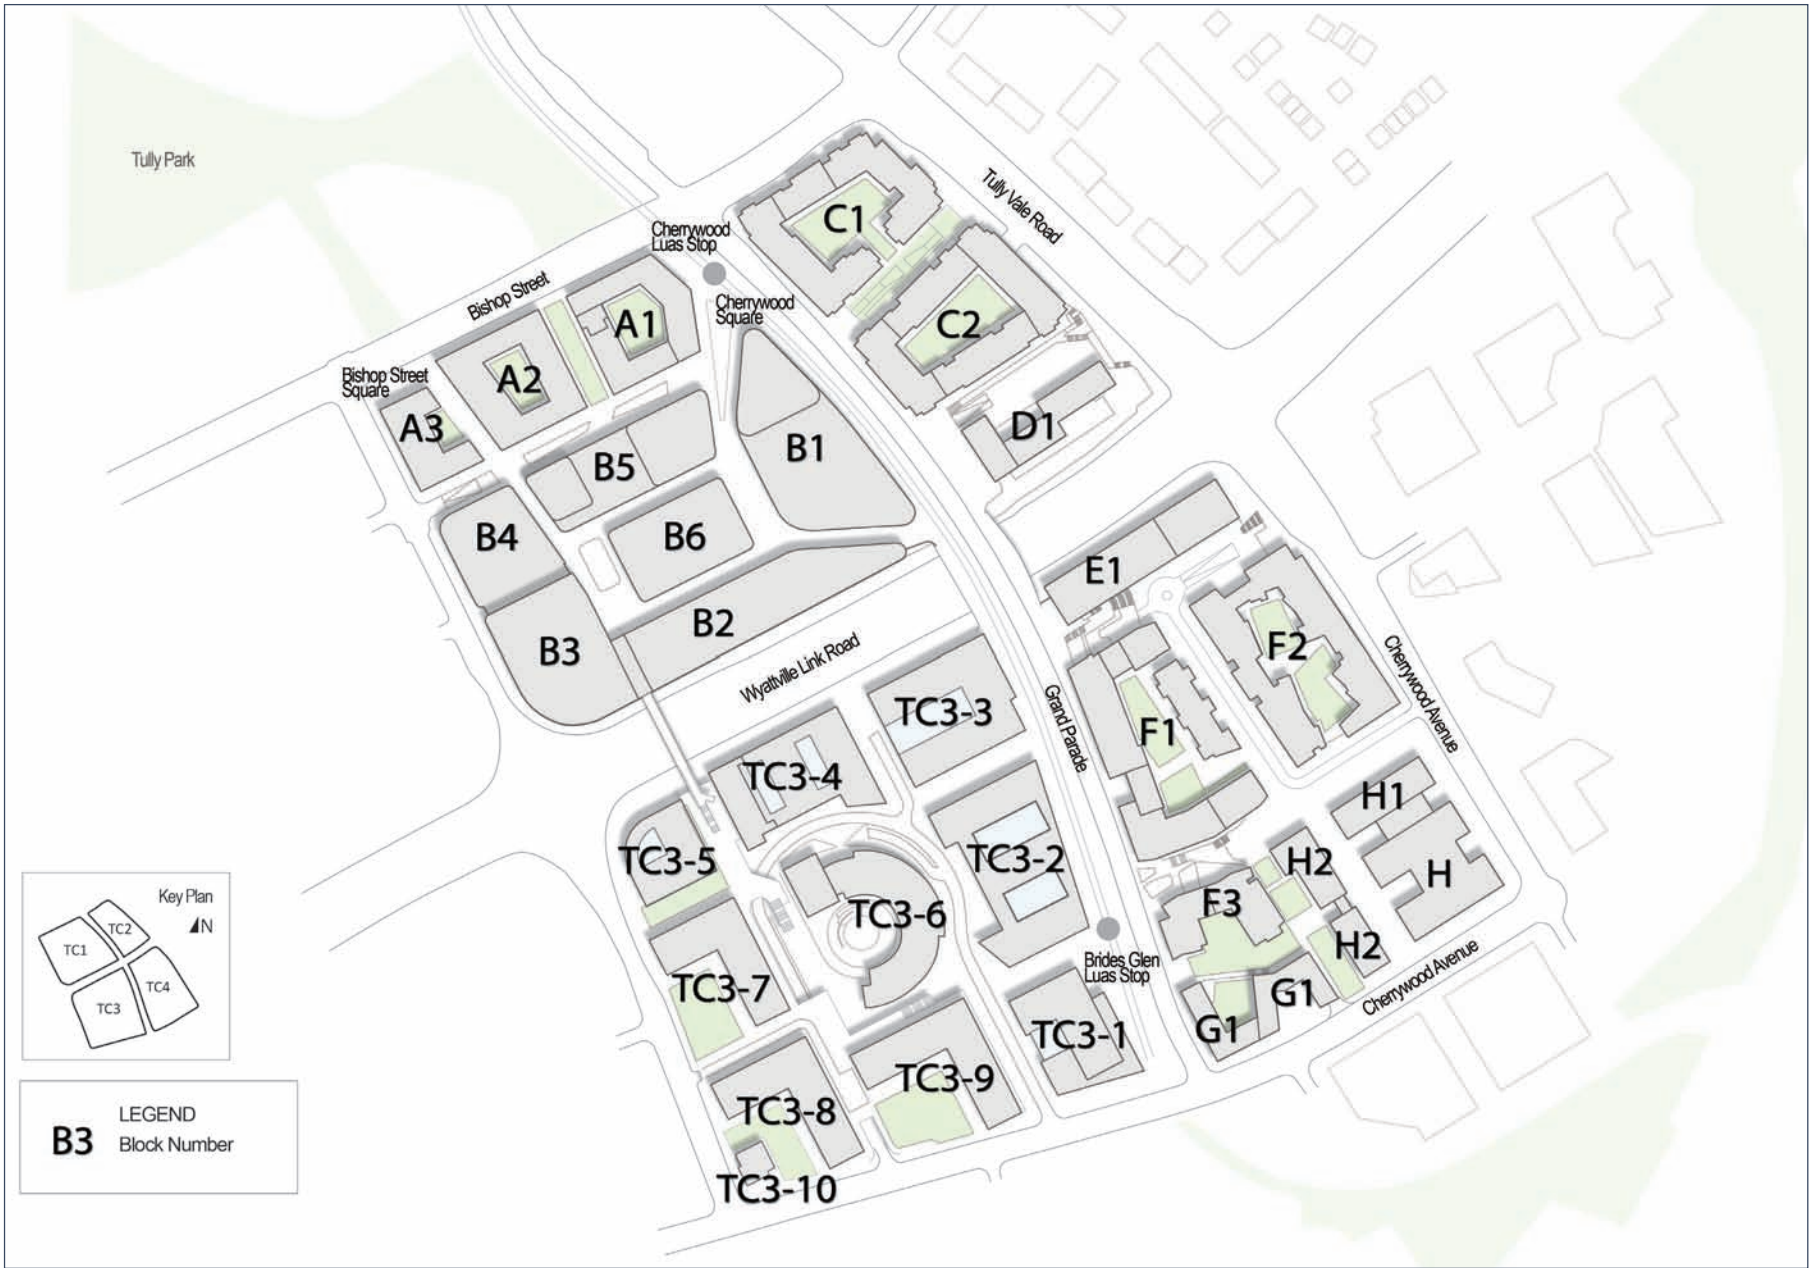 Tully Park
Tully Vale Road
C1
Cherrywood
Luas Stop
Bishop Street
Cherrywood
Square
A1
C2
A2
Bishop Street
Square
A3
D1
B1
B5
B4
B6
E1
B2
B3
F2
Wyattville Link Road
Cherrywood Avenue
TC3-3
Grand Parade
F1
TC3-4
H1
TC3-5
TC3-2
H2
H
F3
TC3-6
Key Plan
N
TC2
TC1
TC4
TC3
H2
Brides Glen
Luas Stop
Cherrywood Avenue
TC3-7
G1
G1
TC3-1
TC3-9
TC3-8
LEGEND
B3 Block Number
TC3-10